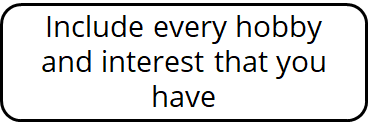 Include every hobby
and interest that you
have